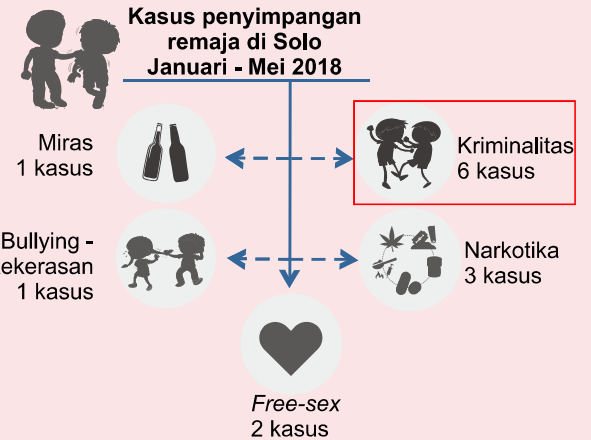 Kasus penyimpangan
remaja di Solo
Januari - Mei 2018
Miras
1 kasus
Kriminalitas
6 kasus
Bullying -
ekerasan
1 kasus
Narkotika
3 kasus
Free-sex
2 kasus